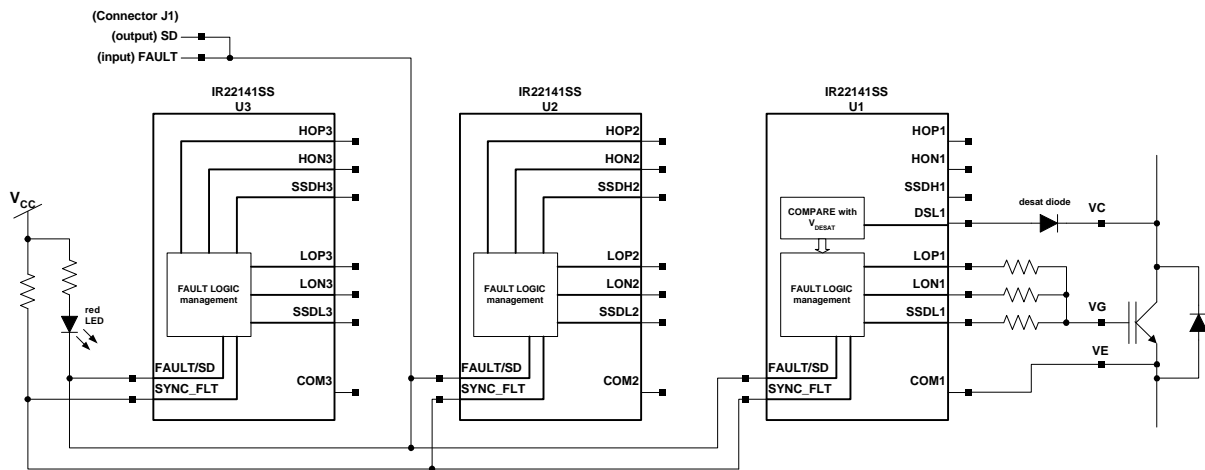 (Connector J1)
(output) SD
(input) FAULT
IR22141SS
U3
HOP3
HON3
SSDH3
FAULT LOGIC
management
LOP3
LON3
SSDL3
FAULT/SD
SYNC_FLT
COM3
IR22141SS
U2
HOP2
HON2
SSDH2
FAULT LOGIC
management
LOP2
LON2
SSDL2
FAULT/SD
SYNC_FLT
COM2
IR22141SS
U1
HOP1
HON1
SSDH1
DSL1
COMPARE with
VDESAT
FAULT LOGIC
management
LOP1
LON1
SSDL1
FAULT/SD
SYNC_FLT
COM1
VCC
red
LED
desat diode
VC
VG
VE